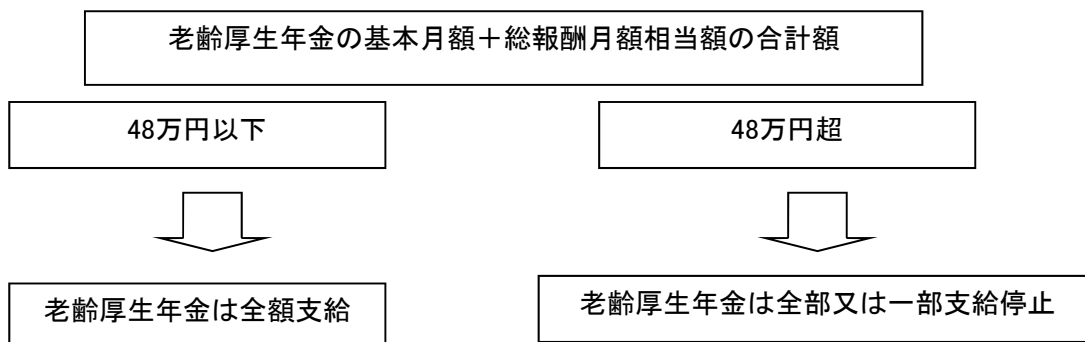 老齢厚生年金の基本月額＋総報酬月額相当額の合計額
48万円以下
48万円超
老齢厚生年金は全額支給
老齢厚生年金は全部又は一部支給停止